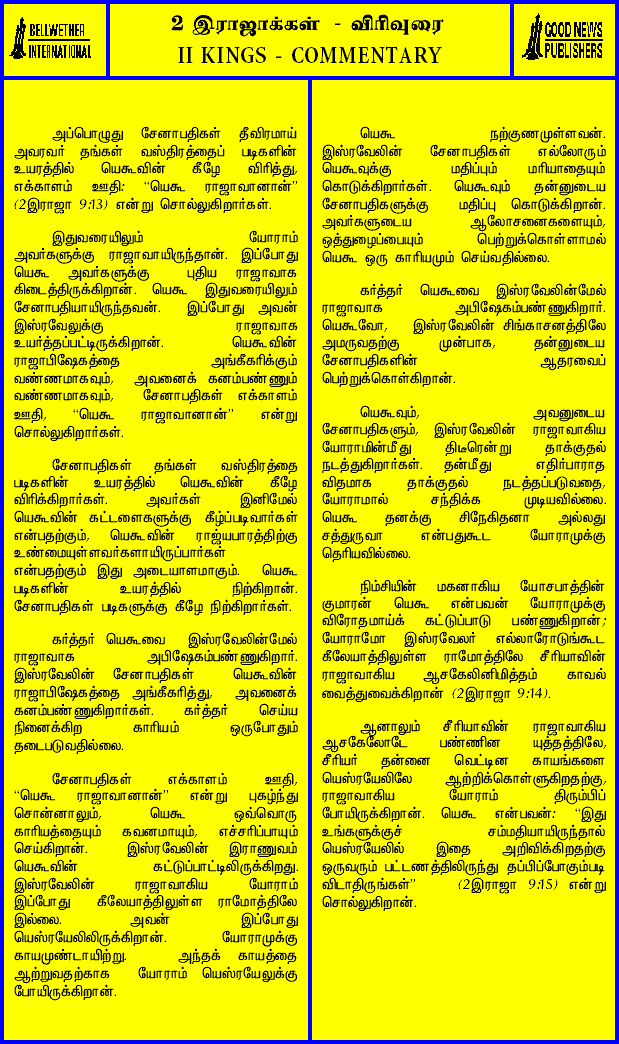 BELLWETHER
INTERNATIONAL
2 இராஜாக்கள் - விரிவுரை
II KINGS - COMMENTARY
GOOD NEWS
PUBLISHERS
அப்பொழுது சேனாபதிகள் தீவிரமாய்
அவரவர் தங்கள் வஸ்திரத்தைப் படிகளின்
உயரத்தில் யெகூவின் கீழே விரித்து,
எக்காளம் ஊதி: “யெகூ ராஜாவானான்”
(2இராஜா 9:13) என்று சொல்லுகிறார்கள்.
இதுவரையிலும் யோராம்
அவர்களுக்கு ராஜாவாயிருந்தான். இப்போது
யெகூ அவர்களுக்கு புதிய ராஜாவாக
கிடைத்திருக்கிறான். யெகூ இதுவரையிலும்
சேனாபதியாயிருந்தவன். இப்போது அவன்
இஸ்ரவேலுக்கு ராஜாவாக
உயர்த்தப்பட்டிருக்கிறான். யெகூவின்
ராஜாபிஷேகத்தை அங்கீகரிக்கும்
வண்ணமாகவும், அவனைக் கனம்பண்ணும்
வண்ணமாகவும், சேனாபதிகள் எக்காளம்
ஊதி, “யெகூ ராஜாவானான்” என்று
சொல்லுகிறார்கள்.
சேனாபதிகள் தங்கள் வஸ்திரத்தை
படிகளின் உயரத்தில் யெகூவின் கீழே
விரிக்கிறார்கள். அவர்கள் இனிமேல்
யெகூவின் கட்டளைகளுக்கு கீழ்ப்படிவார்கள்
என்பதற்கும், யெகூவின் ராஜ்யபாரத்திற்கு
உண்மையுள்ளவர்களாயிருப்பார்கள்
என்பதற்கும் இது அடையாளமாகும். யெகூ
படிகளின் உயரத்தில் நிற்கிறான்.
சேனாபதிகள் படிகளுக்கு கீழே நிற்கிறார்கள்.
கர்த்தர் யெகூவை இஸ்ரவேலின்மேல்
ராஜாவாக அபிஷேகம்பண்ணுகிறார்.
இஸ்ரவேலின் சேனாபதிகள் யெகூவின்
ராஜாபிஷேகத்தை அங்கீகரித்து, அவனைக்
கனம்பண்ணுகிறார்கள். கர்த்தர் செய்ய
நினைக்கிற காரியம் ஒருபோதும்
தடைபடுவதில்லை.
சேனாபதிகள் எக்காளம் ஊதி,
“யெகூ ராஜாவானான்” என்று புகழ்ந்து
சொன்னாலும், யெகூ ஒவ்வொரு
காரியத்தையும் கவனமாயும், எச்சரிப்பாயும்
செய்கிறான். இஸ்ரவேலின் இராணுவம்
யெகூவின் கட்டுப்பாட்டிலிருக்கிறது.
இஸ்ரவேலின் ராஜாவாகிய யோராம்
இப்போது கீலேயாத்திலுள்ள ராமோத்திலே
இல்லை. அவன் இப்போது
யெஸ்ரயேலிலிருக்கிறான். யோராமுக்கு
காயமுண்டாயிற்று. அந்தக் காயத்தை
ஆற்றுவதற்காக யோராம் யெஸ்ரயேலுக்கு
போயிருக்கிறான்.
யெகூ நற்குணமுள்ளவன்.
இஸ்ரவேலின் சேனாபதிகள் எல்லோரும்
யெகூவுக்கு மதிப்பும் மரியாதையும்
கொடுக்கிறார்கள். யெகூவும் தன்னுடைய
சேனாபதிகளுக்கு மதிப்பு கொடுக்கிறான்.
அவர்களுடைய ஆலோசனைகளையும்,
ஒத்துழைப்பையும் பெற்றுக்கொள்ளாமல்
யெகூ ஒரு காரியமும் செய்வதில்லை.
கர்த்தர் யெகூவை இஸ்ரவேலின்மேல்
ராஜாவாக அபிஷேகம்பண்ணுகிறார்.
யெகூவோ, இஸ்ரவேலின் சிங்காசனத்திலே
அமருவதற்கு முன்பாக, தன்னுடைய
சேனாபதிகளின் ஆதரவைப்
பெற்றுக்கொள்கிறான்.
யெகூவும், அவனுடைய
சேனாபதிகளும், இஸ்ரவேலின் ராஜாவாகிய
யோராமின்மீது திடீரென்று தாக்குதல்
நடத்துகிறார்கள். தன்மீது எதிர்பாராத
விதமாக தாக்குதல் நடத்தப்படுவதை,
யோராமால் சந்திக்க முடியவில்லை.
யெகூ தனக்கு சிநேகிதனா அல்லது
சத்துருவா என்பதுகூட யோராமுக்கு
தெரியவில்லை.
நிம்சியின் மகனாகிய யோசபாத்தின்
குமாரன் யெகூ என்பவன் யோராமுக்கு
விரோதமாய்க் கட்டுப்பாடு பண்ணுகிறான்;
யோராமோ இஸ்ரவேலர் எல்லாரோடுங்கூட
கீலேயாத்திலுள்ள ராமோத்திலே சீரியாவின்
ராஜாவாகிய ஆசகேலினிமித்தம் காவல்
வைத்துவைக்கிறான் (2இராஜா 9:14).
ஆனாலும் சீரியாவின் ராஜாவாகிய
ஆசகேலோடே பண்ணின யுத்தத்திலே,
சீரியர் தன்னை வெட்டின காயங்களை
யெஸ்ரயேலிலே ஆற்றிக்கொள்ளுகிறதற்கு,
ராஜாவாகிய யோராம் திரும்பிப்
போயிருக்கிறான். யெகூ என்பவன்: “இது
உங்களுக்குச் சம்மதியாயிருந்தால்
யெஸ்ரயேலில் இதை அறிவிக்கிறதற்கு
ஒருவரும் பட்டணத்திலிருந்து தப்பிப்போகும்படி
விடாதிருங்கள்” (2இராஜா 9:15) என்று
சொல்லுகிறான்.